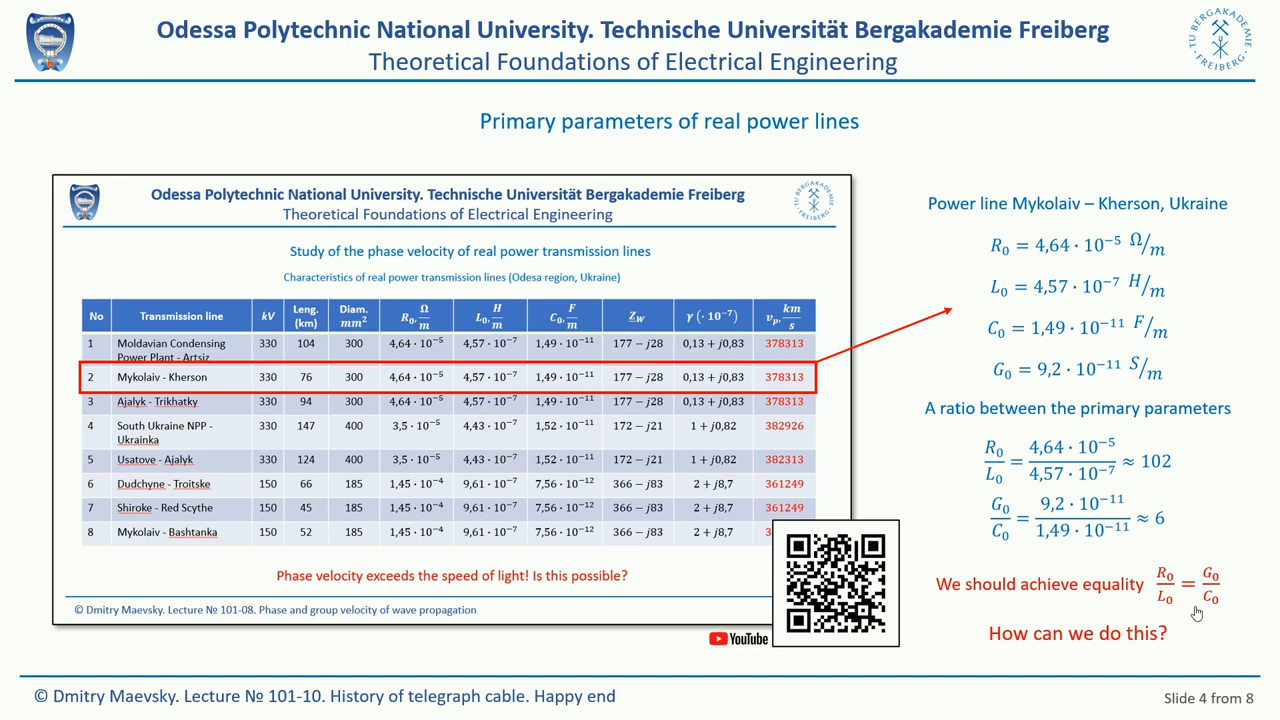 Odessa Polytechnic National University. Technische Universität Bergakademie Freiberg
Theoretical Foundations of Electrical Engineering
TU BERGAKADEMIE FREIBERG
Primary parameters of real power lines
Odessa Polytechnic National University. Technische Universität Bergakademie Freiberg
Theoretical Foundations of Electrical Engineering
Study of the phase velocity of real power transmission lines
Characteristics of real power transmission lines (Odesa region, Ukraine)
No Transmission line kV Leng. (km) Diam. mm² R₀, Ω/m L₀, H/m C₀, F/m Z_W γ (· 10⁻⁷) v_p, km/s
1 Moldavian Condensing 330 104 300 4,64 · 10⁻⁵ 4,57 · 10⁻⁷ 1,49 · 10⁻¹¹ 177 − j28 0,13 + j0,83 378313
Power Plant - Artsiz
2 Mykolaiv - Kherson 330 76 300 4,64 · 10⁻⁵ 4,57 · 10⁻⁷ 1,49 · 10⁻¹¹ 177 − j28 0,13 + j0,83 378313
3 Ajalyk - Trikhatky 330 94 300 4,64 · 10⁻⁵ 4,57 · 10⁻⁷ 1,49 · 10⁻¹¹ 177 − j28 0,13 + j0,83 378313
4 South Ukraine NPP - 330 147 400 3,5 · 10⁻⁵ 4,43 · 10⁻⁷ 1,52 · 10⁻¹¹ 172 − j21 1 + j0,82 382926
Ukrainka
5 Usatove - Ajalyk 330 124 400 3,5 · 10⁻⁵ 4,43 · 10⁻⁷ 1,52 · 10⁻¹¹ 172 − j21 1 + j0,82 382313
6 Dudchyne - Troitske 150 66 185 1,45 · 10⁻⁴ 9,61 · 10⁻⁷ 7,56 · 10⁻¹² 366 − j83 2 + j8,7 361249
7 Shiroke - Red Scythe 150 45 185 1,45 · 10⁻⁴ 9,61 · 10⁻⁷ 7,56 · 10⁻¹² 366 − j83 2 + j8,7 361249
8 Mykolaiv - Bashtanka 150 52 185 1,45 · 10⁻⁴ 9,61 · 10⁻⁷ 7,56 · 10⁻¹² 366 − j83 2 + j8,7
Phase velocity exceeds the speed of light! Is this possible?
© Dmitry Maevsky. Lecture № 101-08. Phase and group velocity of wave propagation
YouTube
Power line Mykolaiv – Kherson, Ukraine
R₀ = 4,64 · 10⁻⁵ Ω/m
L₀ = 4,57 · 10⁻⁷ H/m
C₀ = 1,49 · 10⁻¹¹ F/m
G₀ = 9,2 · 10⁻¹¹ S/m
A ratio between the primary parameters
R₀/L₀ = 4,64 · 10⁻⁵/4,57 · 10⁻⁷ ≈ 102
G₀/C₀ = 9,2 · 10⁻¹¹/1,49 · 10⁻¹¹ ≈ 6
We should achieve equality R₀/L₀ = G₀/C₀
How can we do this?
© Dmitry Maevsky. Lecture № 101-10. History of telegraph cable. Happy end
Slide 4 from 8